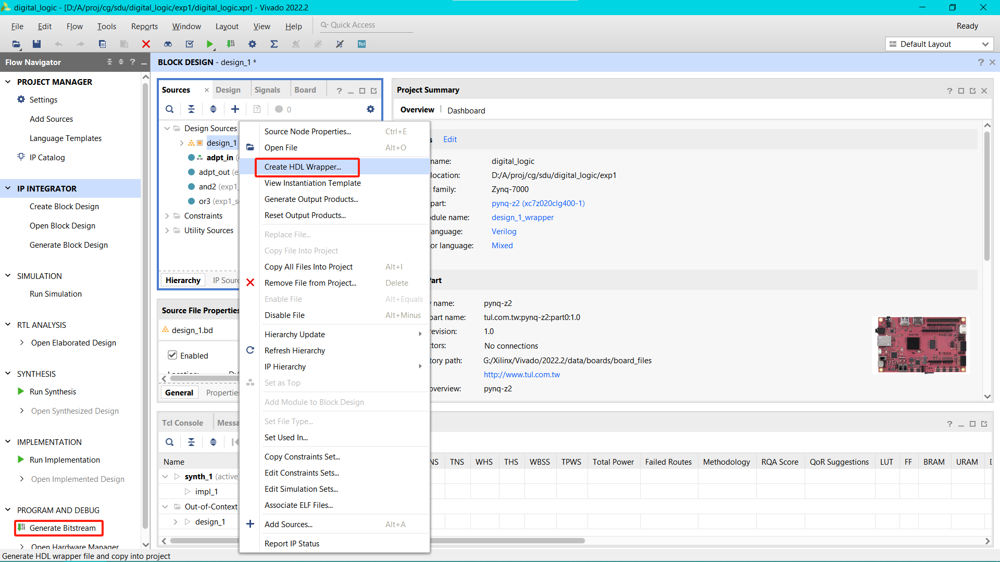 digital_logic - [D:/A/proj/cg/sdu/digital_logic/exp1/digital_logic.xpr] - Vivado 2022.2
File Edit Flow Tools Reports Window Layout View Help Quick Access
Ready
Default Layout
Flow Navigator
PROJECT MANAGER
Settings
Add Sources
Language Templates
IP Catalog
IP INTEGRATOR
Create Block Design
Open Block Design
Generate Block Design
SIMULATION
Run Simulation
RTL ANALYSIS
Open Elaborated Design
SYNTHESIS
Run Synthesis
Open Synthesized Design
IMPLEMENTATION
Run Implementation
Open Implemented Design
PROGRAM AND DEBUG
Generate Bitstream
Open Hardware Manager
BLOCK DESIGN - design_1 *
Sources Design Signals Board
0
Design Sources
design_1
adpt_in (
adpt_out (e
and2 (exp1_
or3 (exp1_s
Constraints
Utility Sources
Hierarchy IP Sour
Source File Properties
design_1.bd
Enabled
General Properties
Source Node Properties... Ctrl+E
Open File Alt+O
Create HDL Wrapper...
View Instantiation Template
Generate Output Products...
Reset Output Products...
Replace File...
Copy File Into Project
Copy All Files Into Project Alt+I
Remove File from Project... Delete
Enable File Alt+Equals
Disable File Alt+Minus
Hierarchy Update
Refresh Hierarchy
IP Hierarchy
Set as Top
Add Module to Block Design
Set File Type...
Set Used In...
Copy Constraints Set...
Edit Constraints Sets...
Edit Simulation Sets...
Associate ELF Files...
Add Sources... Alt+A
Report IP Status
Project Summary
Overview Dashboard
s Edit
name: digital_logic
location: D:/A/proj/cg/sdu/digital_logic/exp1
family: Zynq-7000
part: pynq-z2 (xc7z020clg400-1)
dule name: design_1_wrapper
anguage: Verilog
or language: Mixed
art
name: pynq-z2
part name: tul.com.tw:pynq-z2:part0:1.0
revision: 1.0
tors: No connections
tory path: G:/Xilinx/Vivado/2022.2/data/boards/board_files
http://www.tul.com.tw
overview: pynq-z2
Tcl Console Messa
Name NS TNS WHS THS WBSS TPWS Total Power Failed Routes Methodology RQA Score QoR Suggestions LUT FF BRAM URAM
synth_1 (active
impl_1
Out-of-Context
design_1
Generate HDL wrapper file and copy into project